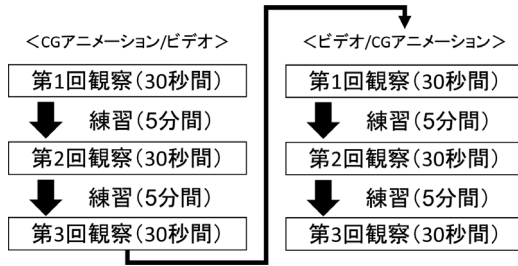 <CGアニメーション/ビデオ>
第1回観察(30秒間)
練習(5分間)
第2回観察(30秒間)
練習(5分間)
第3回観察(30秒間)
<ビデオ/CGアニメーション>
第1回観察(30秒間)
練習(5分間)
第2回観察(30秒間)
練習(5分間)
第3回観察(30秒間)